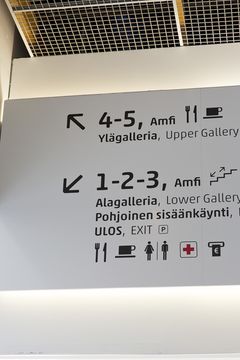 4-5, Amfi
Ylägalleria, Upper Gallery
1-2-3, Amfi
Alagalleria, Lower Gallery
Pohjoinen sisäänkäynti,
ULOS, EXIT P